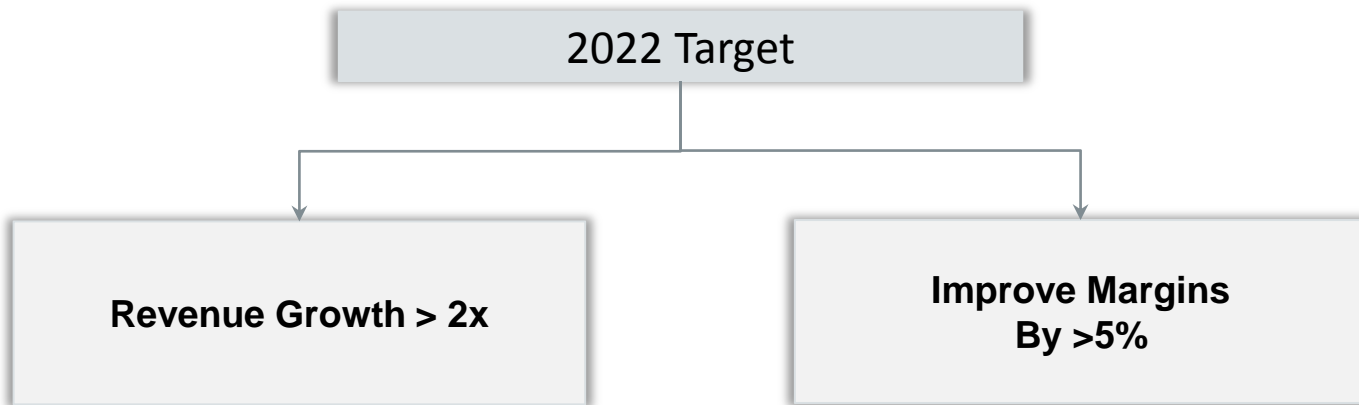 2022 Target
Revenue Growth > 2x
Improve Margins
By >5%